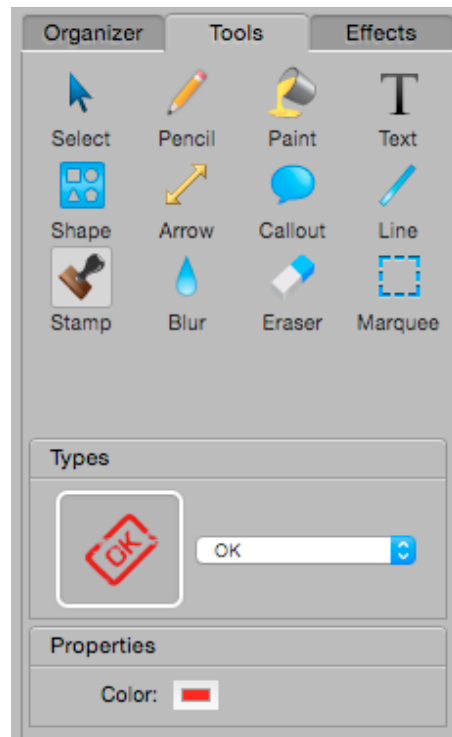 Organizer Tools Effects
Select Pencil Paint Text
Shape Arrow Callout Line
Stamp Blur Eraser Marquee
Types
OK OK
Properties
Color: